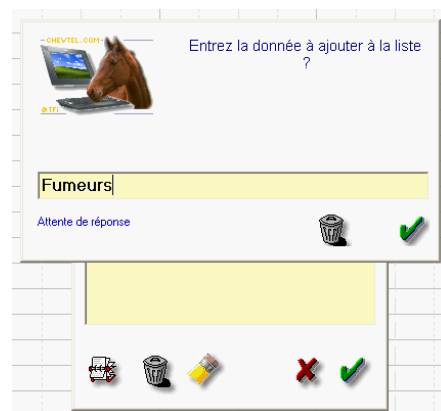 CHEVTEL.COM
Entrez la donnée à ajouter à la liste
?
Fumeurs
Attente de réponse